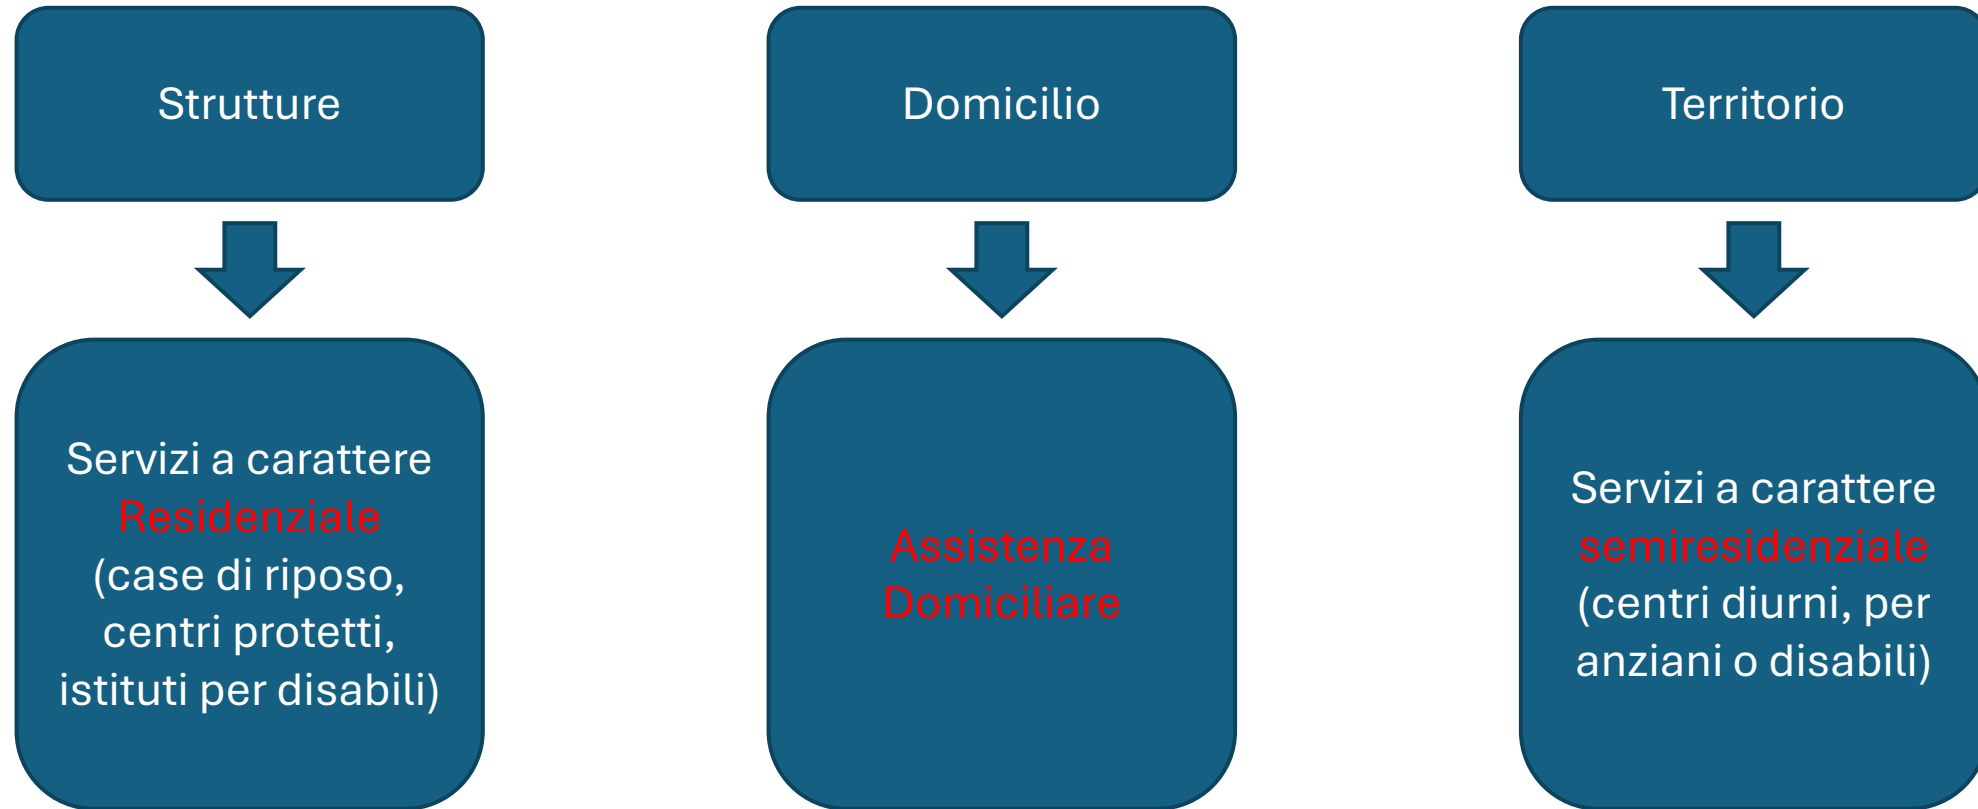 Strutture
Domicilio
Territorio
Servizi a carattere
Residenziale
(case di riposo,
centri protetti,
istituti per disabili)
Assistenza
Domiciliare
Servizi a carattere
semiresidenziale
(centri diurni, per
anziani o disabili)